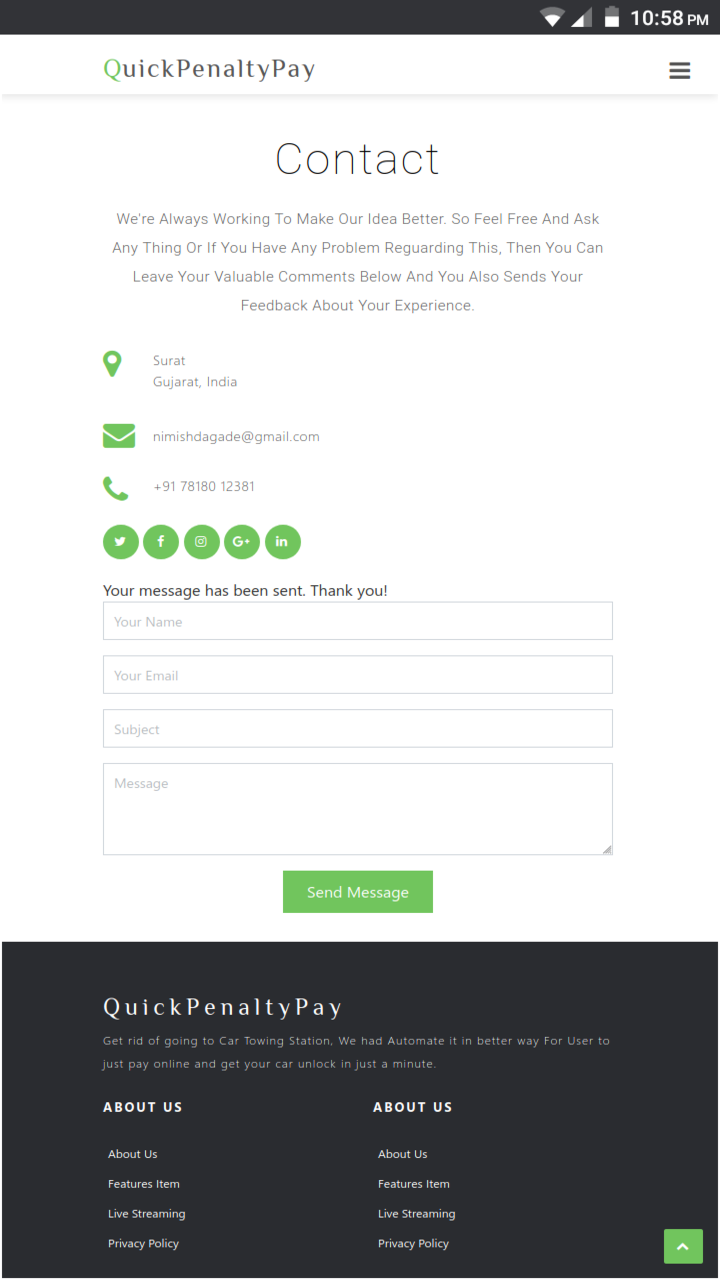 10:58 PM
QuickPenaltyPay
Contact
We're Always Working To Make Our Idea Better. So Feel Free And Ask
Any Thing Or If You Have Any Problem Reguarding This, Then You Can
Leave Your Valuable Comments Below And You Also Sends Your
Feedback About Your Experience.
Surat
Gujarat, India
nimishdagade@gmail.com
+91 78180 12381
Your message has been sent. Thank you!
Your Name
Your Email
Subject
Message
Send Message
QuickPenaltyPay
Get rid of going to Car Towing Station, We had Automate it in better way For User to
just pay online and get your car unlock in just a minute.
ABOUT US ABOUT US
About Us About Us
Features Item Features Item
Live Streaming Live Streaming
Privacy Policy Privacy Policy